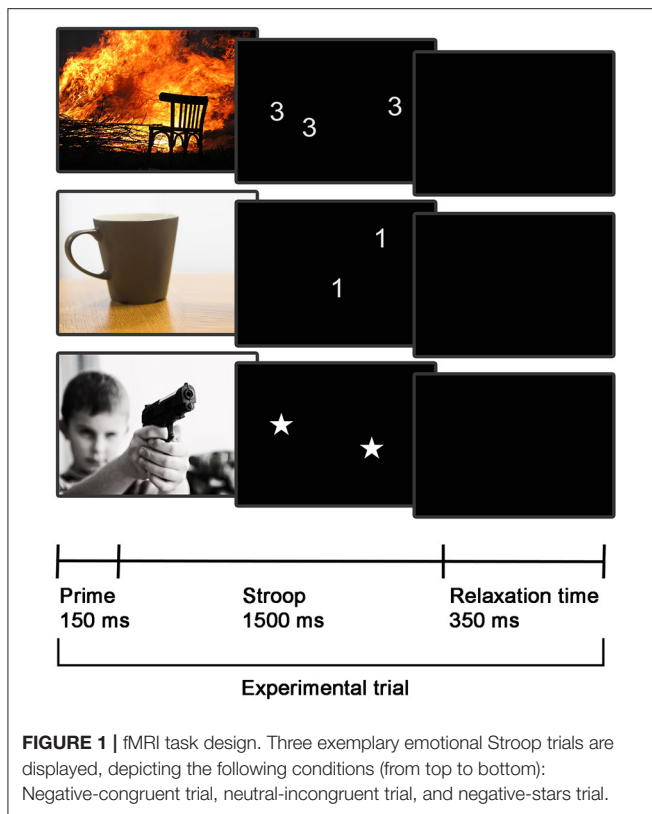 3
3
3
1
1
Prime
150 ms
Stroop
1500 ms
Relaxation time
350 ms
Experimental trial
FIGURE 1 | fMRI task design. Three exemplary emotional Stroop trials are
displayed, depicting the following conditions (from top to bottom):
Negative-congruent trial, neutral-incongruent trial, and negative-stars trial.